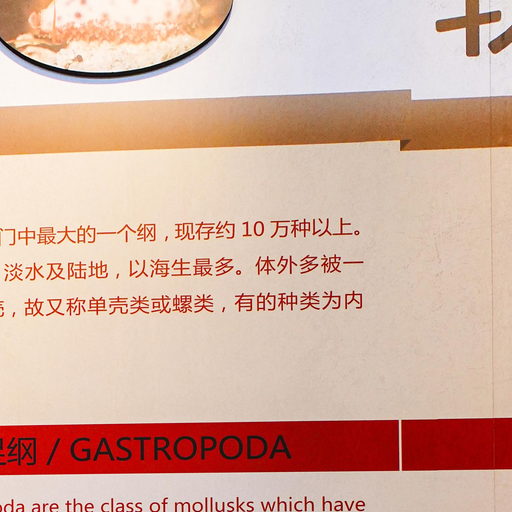 门中最大的一个纲，现存约 10 万种以上。
淡水及陆地，以海生最多。体外多被一
，故又称单壳类或螺类，有的种类为内
纲 / GASTROPODA
are the class of mollusks which have